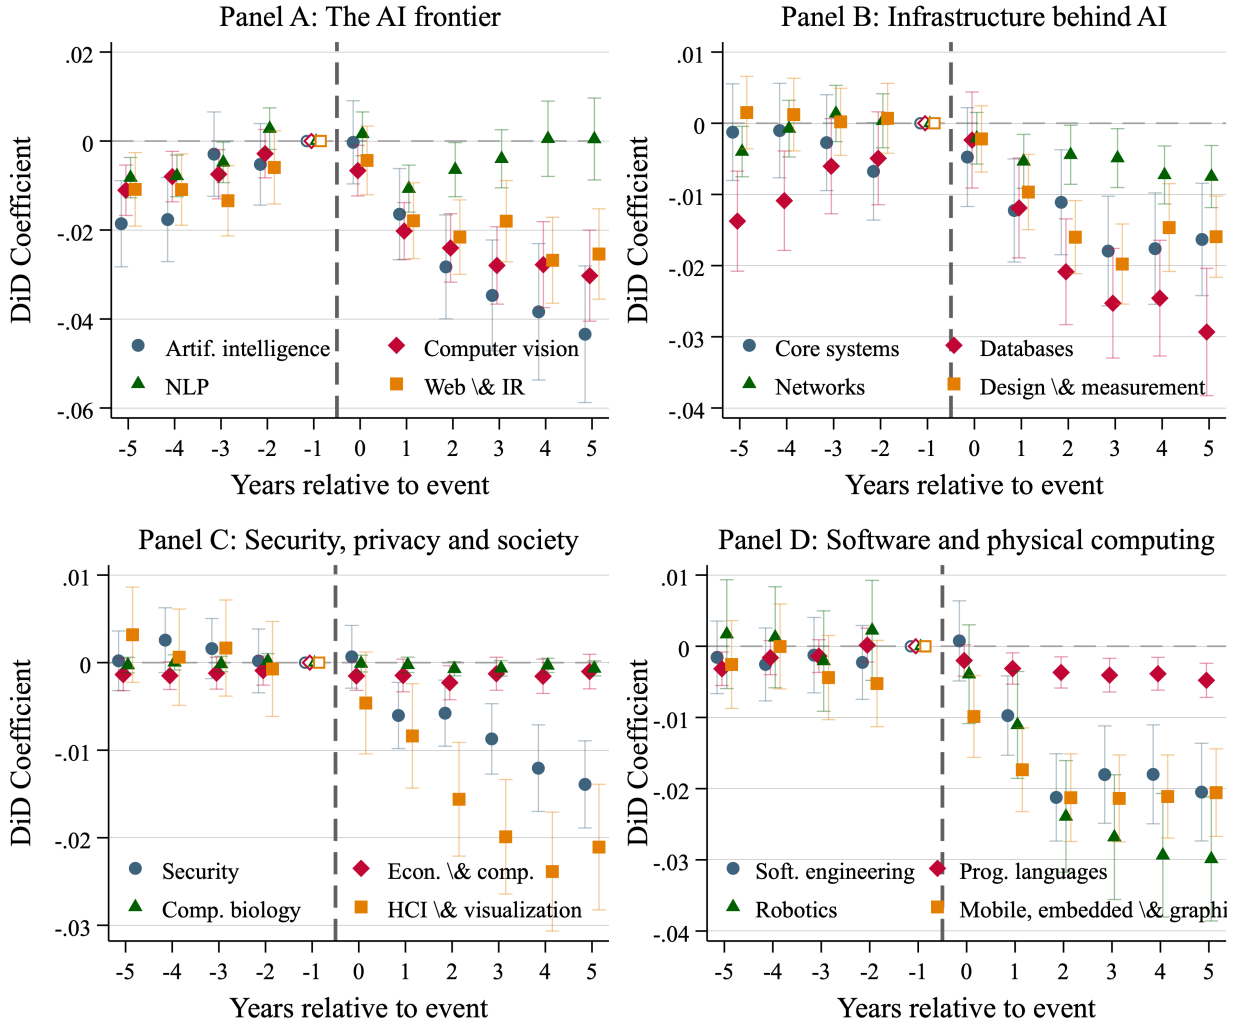 Panel A: The AI frontier
.02
0
-.02
-.04
-.06
DiD Coefficient
Artif. intelligence
Computer vision
NLP
Web \& IR
-5 -4 -3 -2 -1 0 1 2 3 4 5
Years relative to event
Panel B: Infrastructure behind AI
.01
0
-.01
-.02
-.03
-.04
DiD Coefficient
Core systems
Databases
Networks
Design \& measurement
-5 -4 -3 -2 -1 0 1 2 3 4 5
Years relative to event
Panel C: Security, privacy and society
.01
0
-.01
-.02
-.03
DiD Coefficient
Security
Econ. \& comp.
Comp. biology
HCI \& visualization
-5 -4 -3 -2 -1 0 1 2 3 4 5
Years relative to event
Panel D: Software and physical computing
.01
0
-.01
-.02
-.03
-.04
DiD Coefficient
Soft. engineering
Prog. languages
Robotics
Mobile, embedded \& graphi
-5 -4 -3 -2 -1 0 1 2 3 4 5
Years relative to event